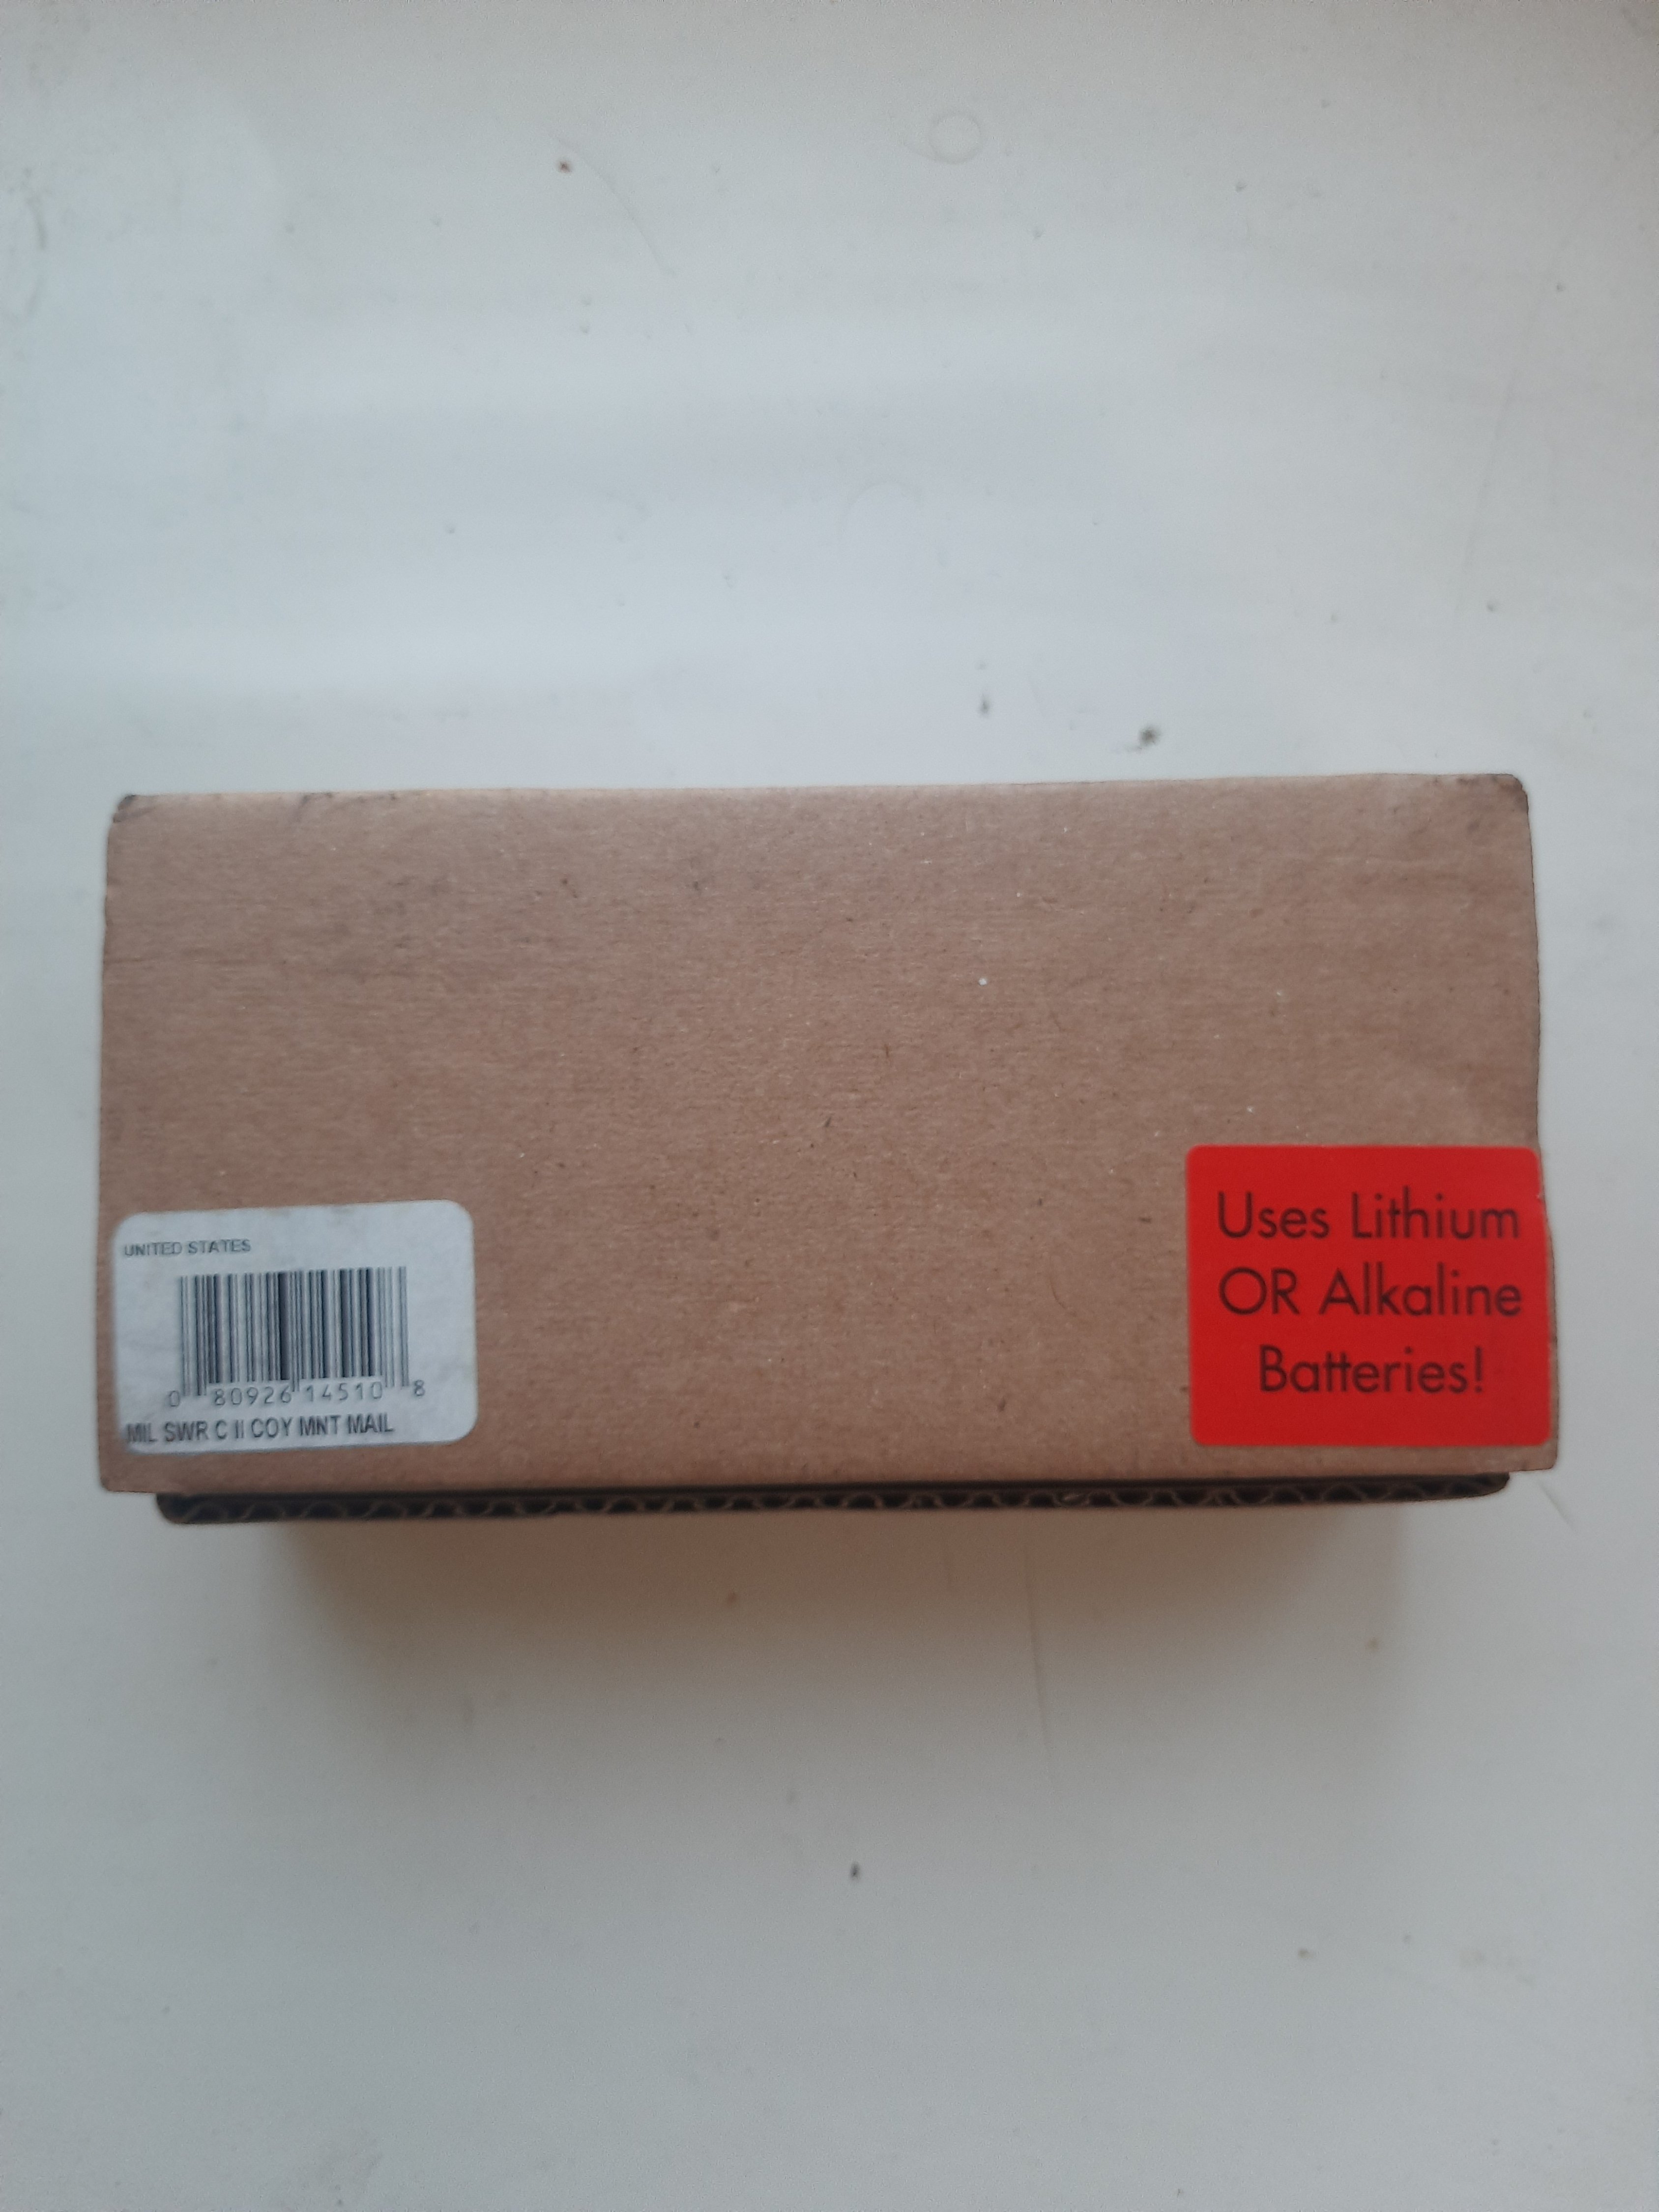 UNITED STATES
0 80926 14510 8
MIL SWR C II COY MNT MAIL
Uses Lithium
OR Alkaline
Batteries!